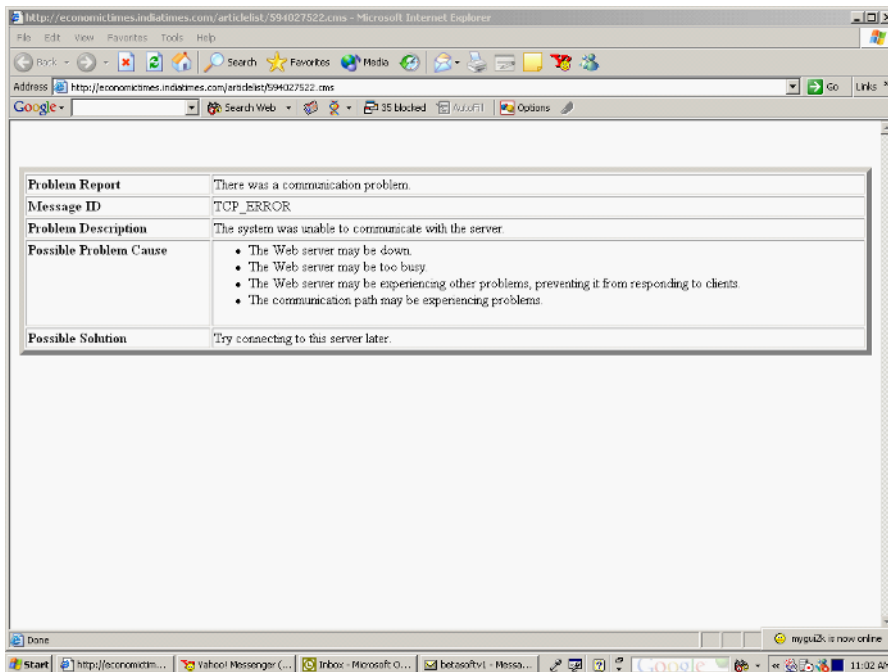 http://economictimes.indiatimes.com/articlelist/594027522.cms - Microsoft Internet Explorer
File Edit View Favorites Tools Help
Back Search Favorites Media
Address http://economictimes.indiatimes.com/articlelist/594027522.cms Go Links »
Google Search Web 35 blocked AutoFill Options
Problem Report There was a communication problem.
Message ID TCP_ERROR
Problem Description The system was unable to communicate with the server.
Possible Problem Cause • The Web server may be down.
• The Web server may be too busy.
• The Web server may be experiencing other problems, preventing it from responding to clients.
• The communication path may be experiencing problems.
Possible Solution Try connecting to this server later.
Done mygui2k is now online
Start http://economictim... Yahoo! Messenger (... Inbox - Microsoft O... betasoftv1 - Messa... Google « 11:02 AM